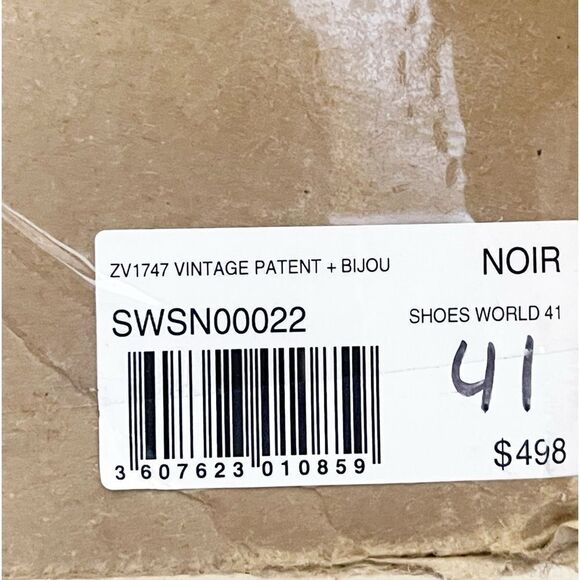 ZV1747 VINTAGE PATENT + BIJOU
NOIR
SWSN00022
SHOES WORLD 41
41
3 607623 010859
$498